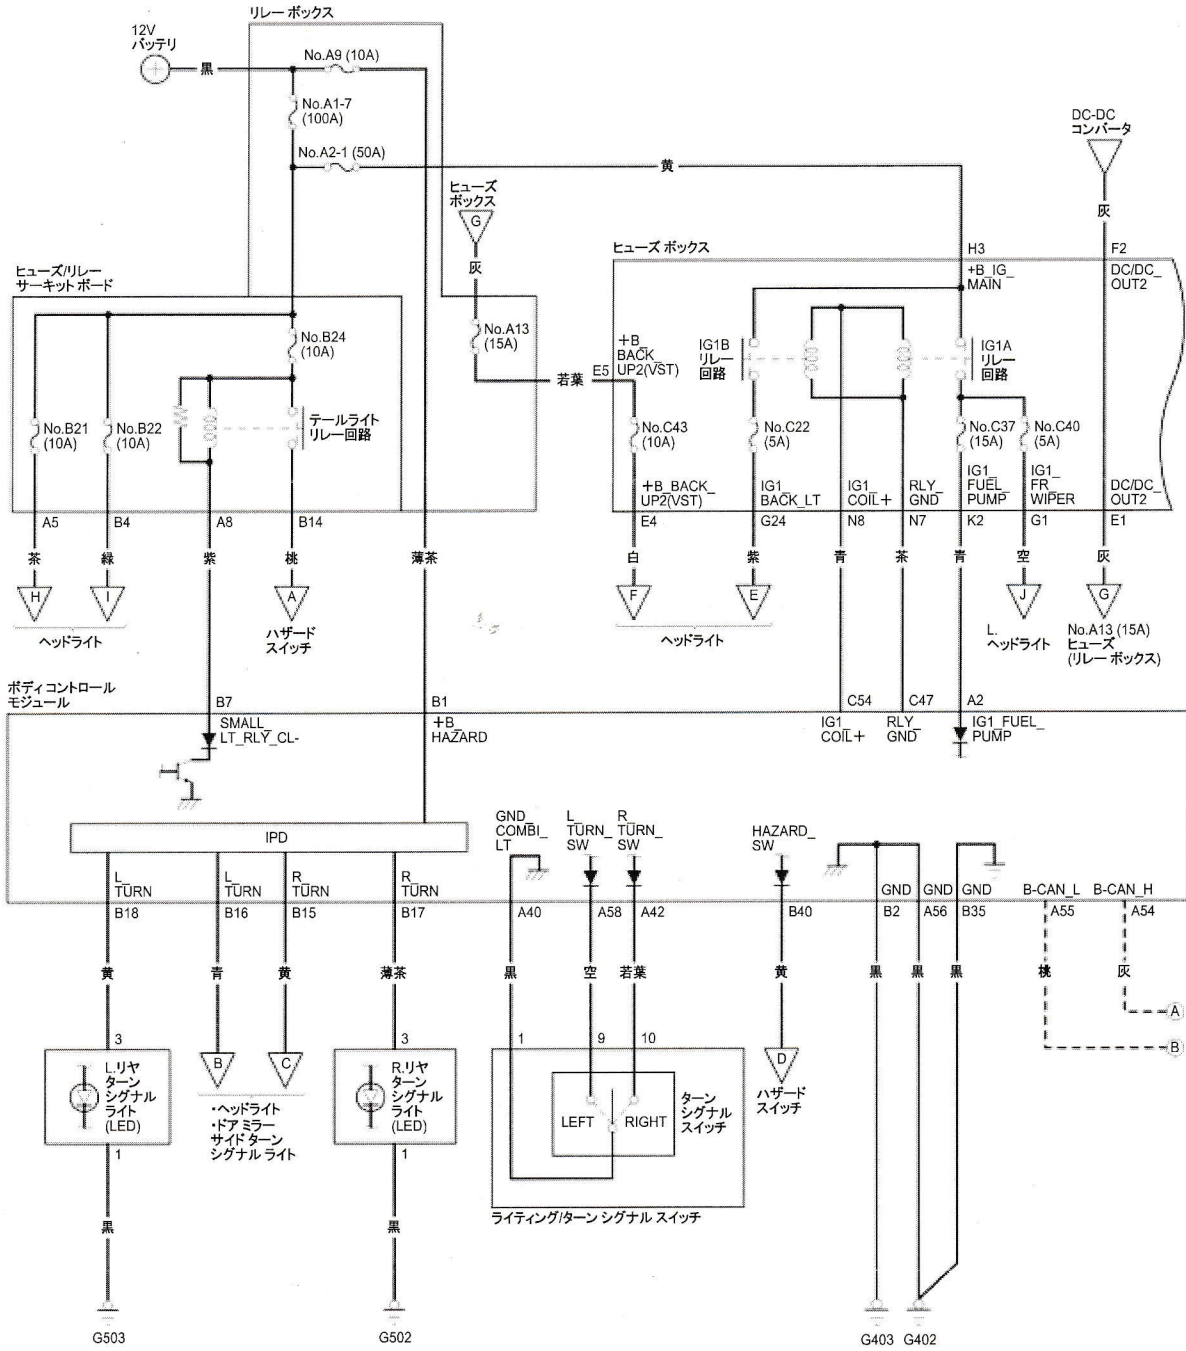 リレー ボックス
12V
バッテリ
黒
No.A9 (10A)
No.A1-7
(100A)
No.A2-1 (50A)
黄
DC-DC
コンバータ
灰
ヒューズ
ボックス
G
灰
ヒューズ ボックス
H3
F2
+B_IG_
MAIN
DC/DC_
OUT2
ヒューズ/リレー
サーキット ボード
No.B24
(10A)
No.A13
(15A)
若葉
E5
+B_
BACK_
UP2(VST)
IG1B
リレー
回路
IG1A
リレー
回路
No.B21
(10A)
No.B22
(10A)
テールライト
リレー回路
No.C43
(10A)
No.C22
(5A)
No.C37
(15A)
No.C40
(5A)
+B_BACK_
UP2(VST)
IG1_
BACK_LT
IG1_
COIL+
RLY_
GND
IG1_
FUEL_
PUMP
IG1_
FR_
WIPER
DC/DC_
OUT2
A5
B4
A8
B14
E4
G24
N8
N7
K2
G1
E1
茶
緑
紫
桃
薄茶
白
紫
青
茶
青
空
灰
H
I
A
F
E
J
G
ヘッドライト
ハザード
スイッチ
ヘッドライト
L.
ヘッドライト
No.A13 (15A)
ヒューズ
(リレー ボックス)
ボディ コントロール
モジュール
B7
B1
C54
C47
A2
SMALL_
LT_RLY_CL-
+B_
HAZARD
IG1_
COIL+
RLY_
GND
IG1_FUEL_
PUMP
IPD
GND_
COMBI_
LT
L_
TURN_
SW
R_
TURN_
SW
HAZARD_
SW
L_
TURN
L_
TURN
R_
TURN
R_
TURN
GND
GND
GND
B-CAN_L
B-CAN_H
B18
B16
B15
B17
A40
A58
A42
B40
B2
A56
B35
A55
A54
黄
青
黄
薄茶
黒
空
若葉
黄
黒
黒
黒
桃
灰
A
B
3
3
1
9
10
L.リヤ
ターン
シグナル
ライト
(LED)
B
C
R.リヤ
ターン
シグナル
ライト
(LED)
D
ハザード
スイッチ
LEFT
RIGHT
ターン
シグナル
スイッチ
・ヘッドライト
・ドア ミラー
サイド ターン
シグナル ライト
1
1
ライティング/ターン シグナル スイッチ
黒
黒
G503
G502
G403
G402